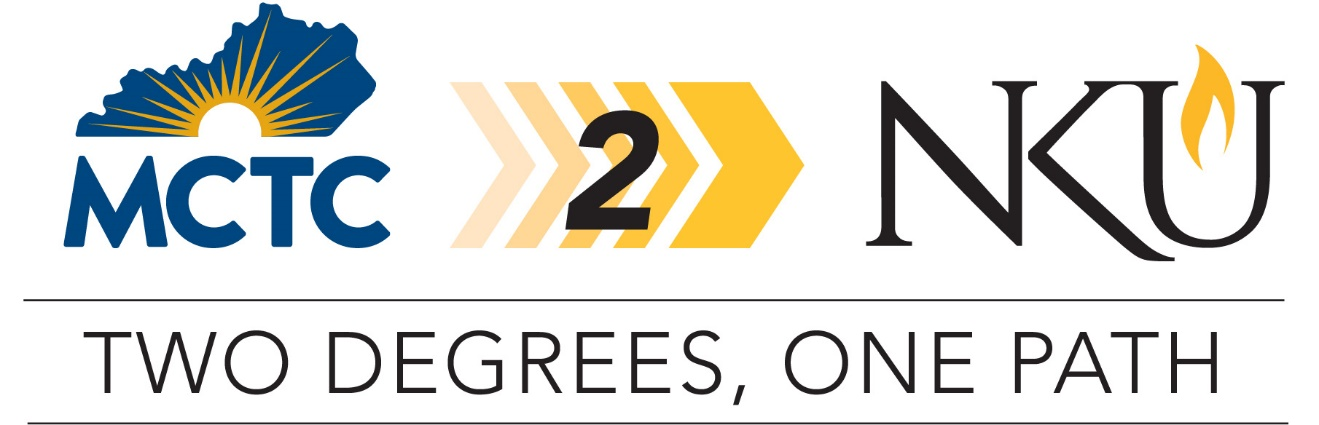 MCTC 2 NKU
TWO DEGREES, ONE PATH